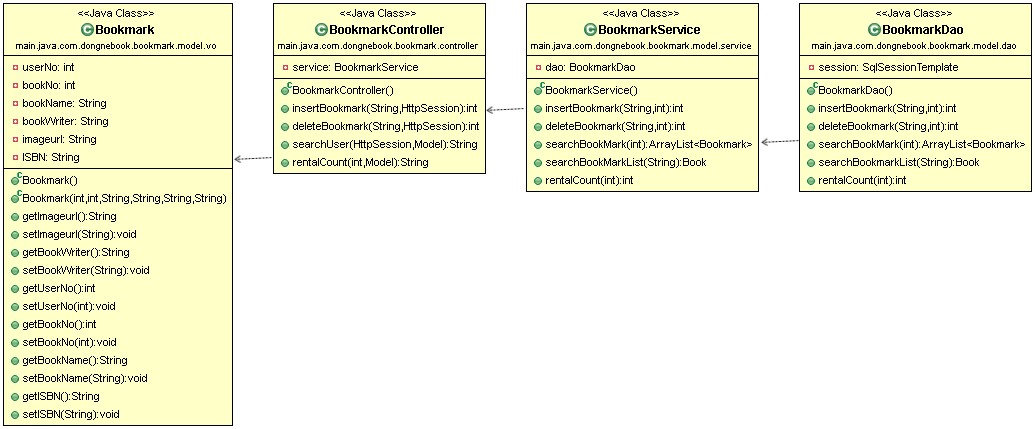 <<Java Class>>
Bookmark
main.java.com.dongnebook.bookmark.model.vo
userNo: int
bookNo: int
bookName: String
bookWriter: String
imageurl: String
ISBN: String
Bookmark()
Bookmark(int,int,String,String,String,String)
getImageurl():String
setImageurl(String):void
getBookWriter():String
setBookWriter(String):void
getUserNo():int
setUserNo(int):void
getBookNo():int
setBookNo(int):void
getBookName():String
setBookName(String):void
getISBN():String
setISBN(String):void
<<Java Class>>
BookmarkController
main.java.com.dongnebook.bookmark.controller
service: BookmarkService
BookmarkController()
insertBookmark(String,HttpSession):int
deleteBookmark(String,HttpSession):int
searchUser(HttpSession,Model):String
rentalCount(int,Model):String
<<Java Class>>
BookmarkService
main.java.com.dongnebook.bookmark.model.service
dao: BookmarkDao
BookmarkService()
insertBookmark(String,int):int
deleteBookmark(String,int):int
searchBookMark(int):ArrayList<Bookmark>
searchBookMarkList(String):Book
rentalCount(int):int
<<Java Class>>
BookmarkDao
main.java.com.dongnebook.bookmark.model.dao
session: SqlSessionTemplate
BookmarkDao()
insertBookmark(String,int):int
deleteBookmark(String,int):int
searchBookMark(int):ArrayList<Bookmark>
searchBookmarkList(String):Book
rentalCount(int):int